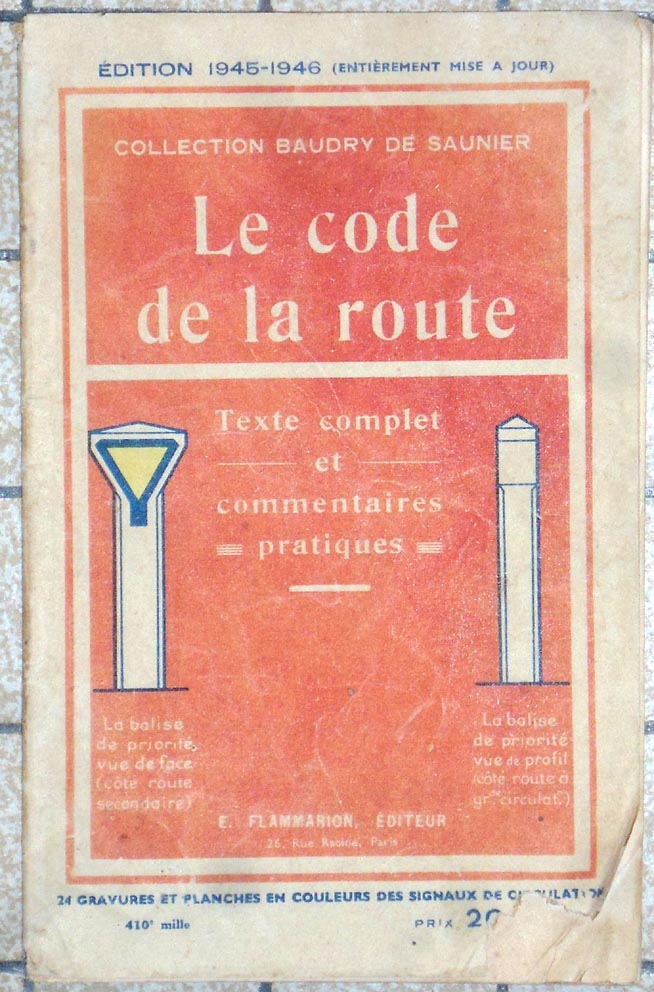 ÉDITION 1945-1946 (ENTIÈREMENT MISE A JOUR)
COLLECTION BAUDRY DE SAUNIER
Le code
de la route
Texte complet
et
commentaires
pratiques
La balise
de priorité,
vue de face
(côté route
secondaire)
La balise
de priorité
vue de profil
(côté route à
gr.de circulat.)
E. FLAMMARION, ÉDITEUR
26, Rue Racine, Paris
24 GRAVURES ET PLANCHES EN COULEURS DES SIGNAUX DE
410e mille
PRIX